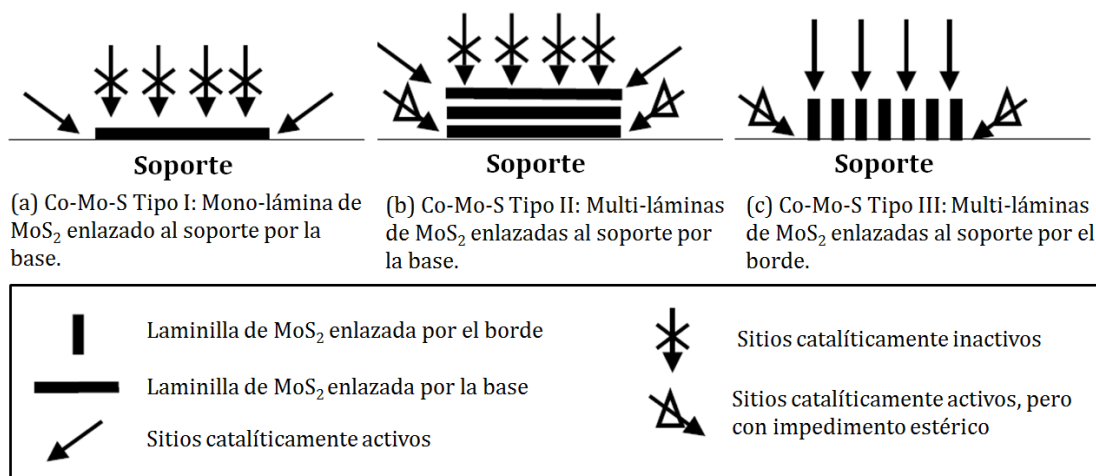 Soporte
Soporte
Soporte
(a) Co-Mo-S Tipo I: Mono-lámina de
MoS₂ enlazado al soporte por la
base.
(b) Co-Mo-S Tipo II: Multi-láminas
de MoS₂ enlazadas al soporte por
la base.
(c) Co-Mo-S Tipo III: Multi-láminas
de MoS₂ enlazadas al soporte por el
borde.
Laminilla de MoS₂ enlazada por el borde
Laminilla de MoS₂ enlazada por la base
Sitios catalíticamente activos
Sitios catalíticamente inactivos
Sitios catalíticamente activos, pero
con impedimento estérico